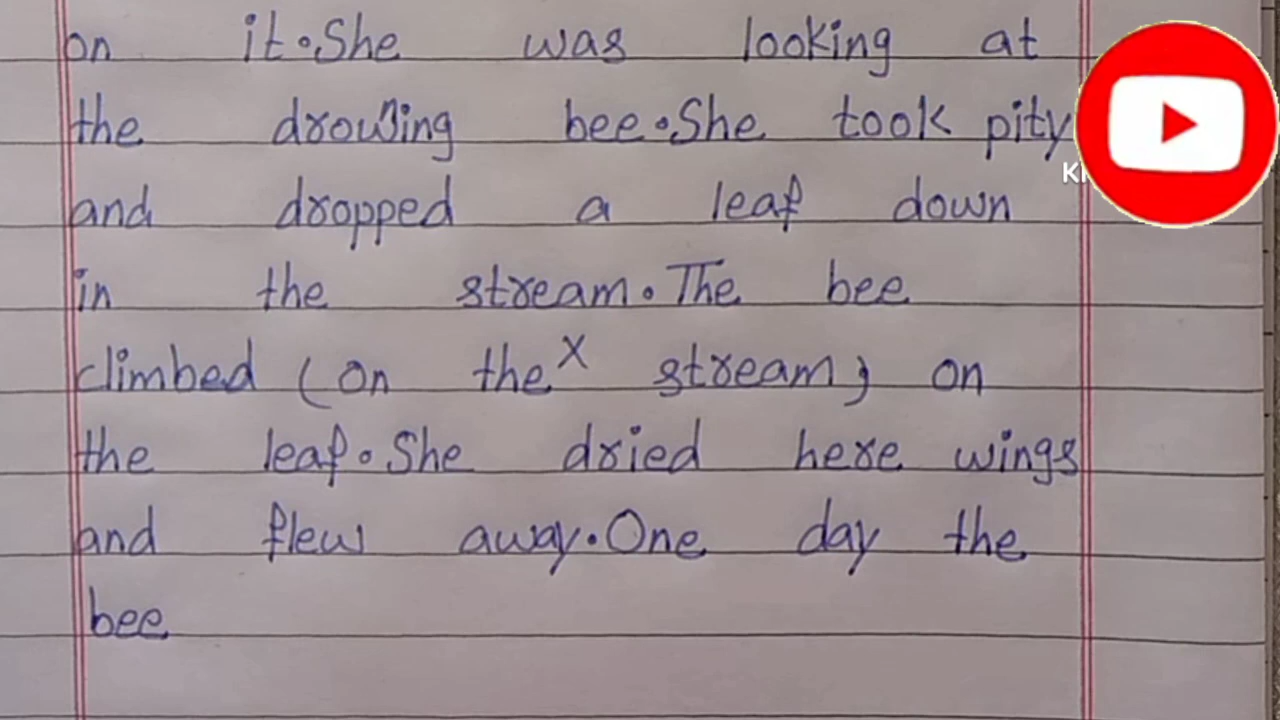 on it. She was looking at
the drowing bee. She took pity
and dropped a leaf down
in the stream. The bee
climbed (on the x stream) on
the leaf. She dried here wings
and flew away. One day the
bee